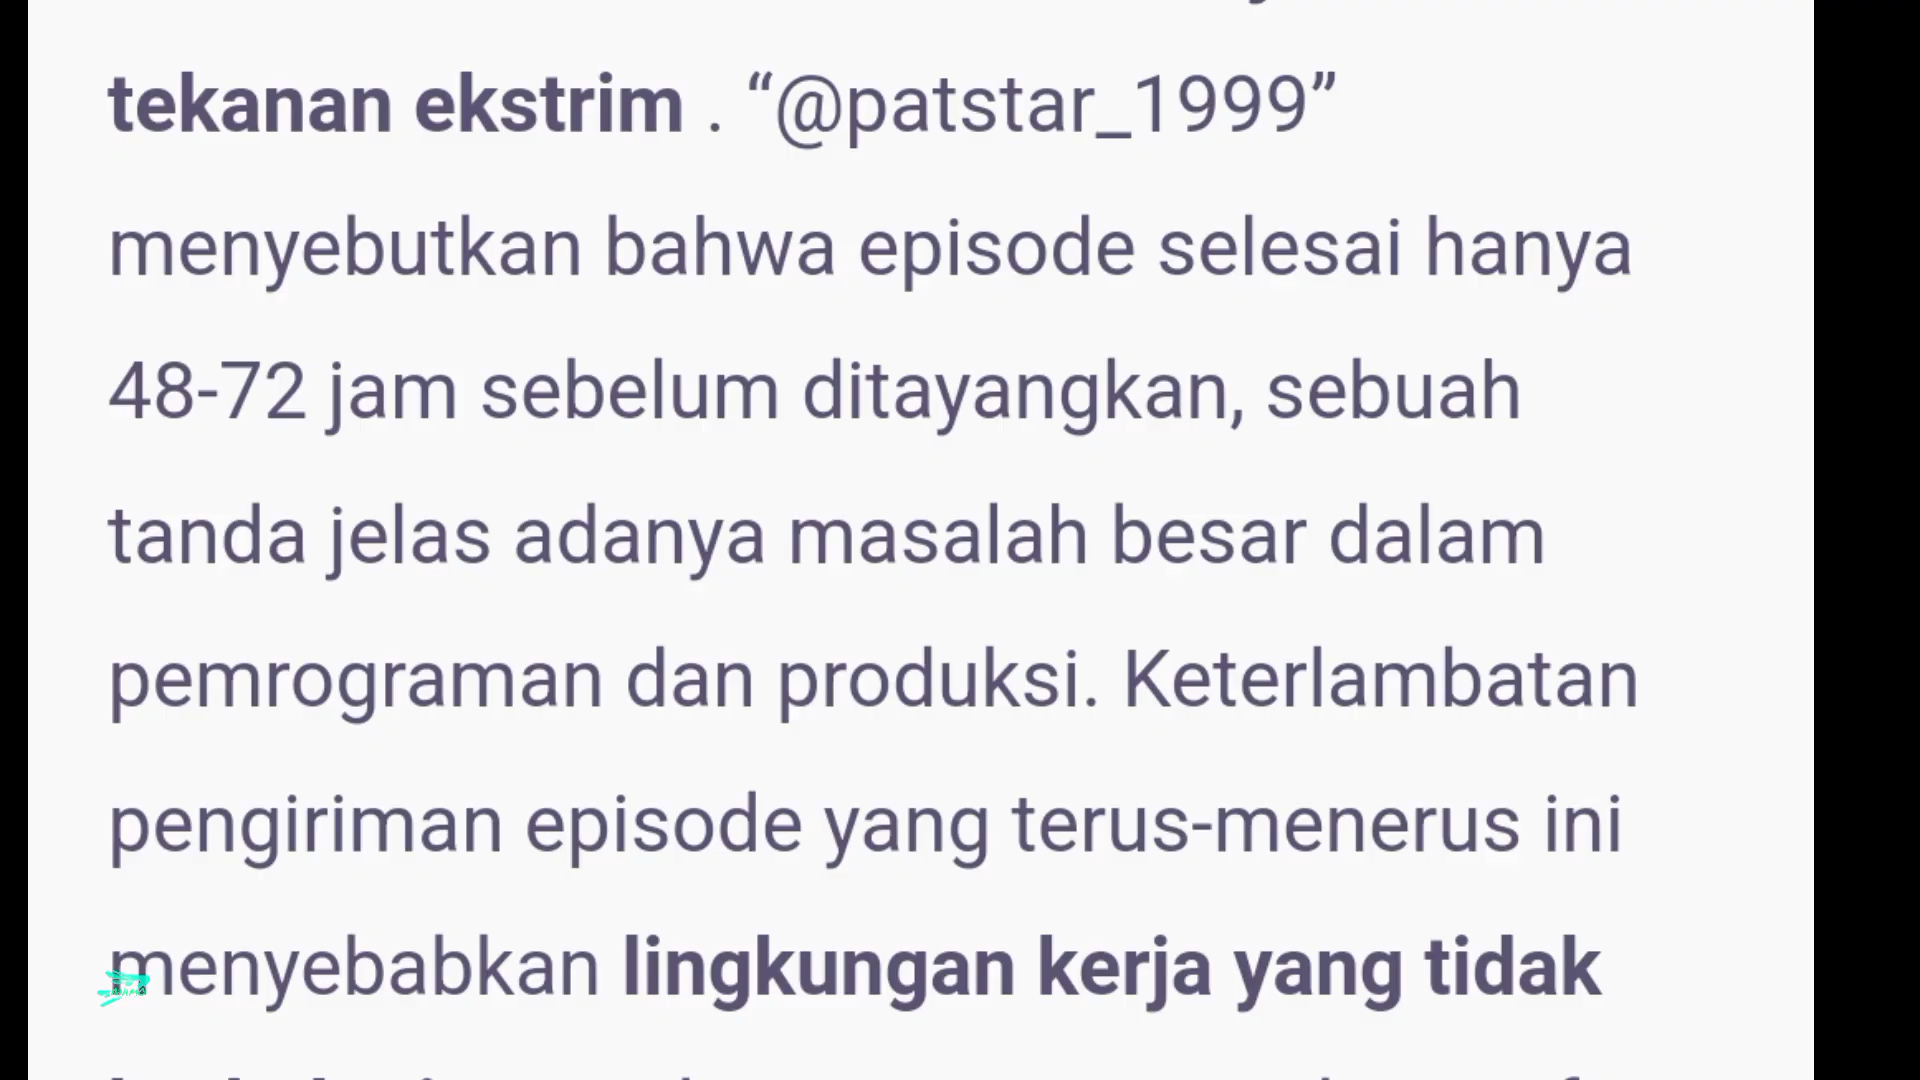 tekanan ekstrim . “@patstar_1999”
menyebutkan bahwa episode selesai hanya
48-72 jam sebelum ditayangkan, sebuah
tanda jelas adanya masalah besar dalam
pemrograman dan produksi. Keterlambatan
pengiriman episode yang terus-menerus ini
menyebabkan lingkungan kerja yang tidak